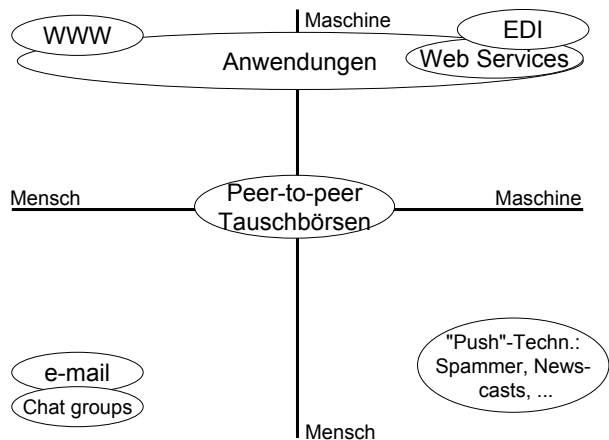 Maschine
WWW
EDI
Anwendungen
Web Services
Mensch
Peer-to-peer
Tauschbörsen
Maschine
"Push"-Techn.:
Spammer, News-
casts, ...
e-mail
Chat groups
Mensch